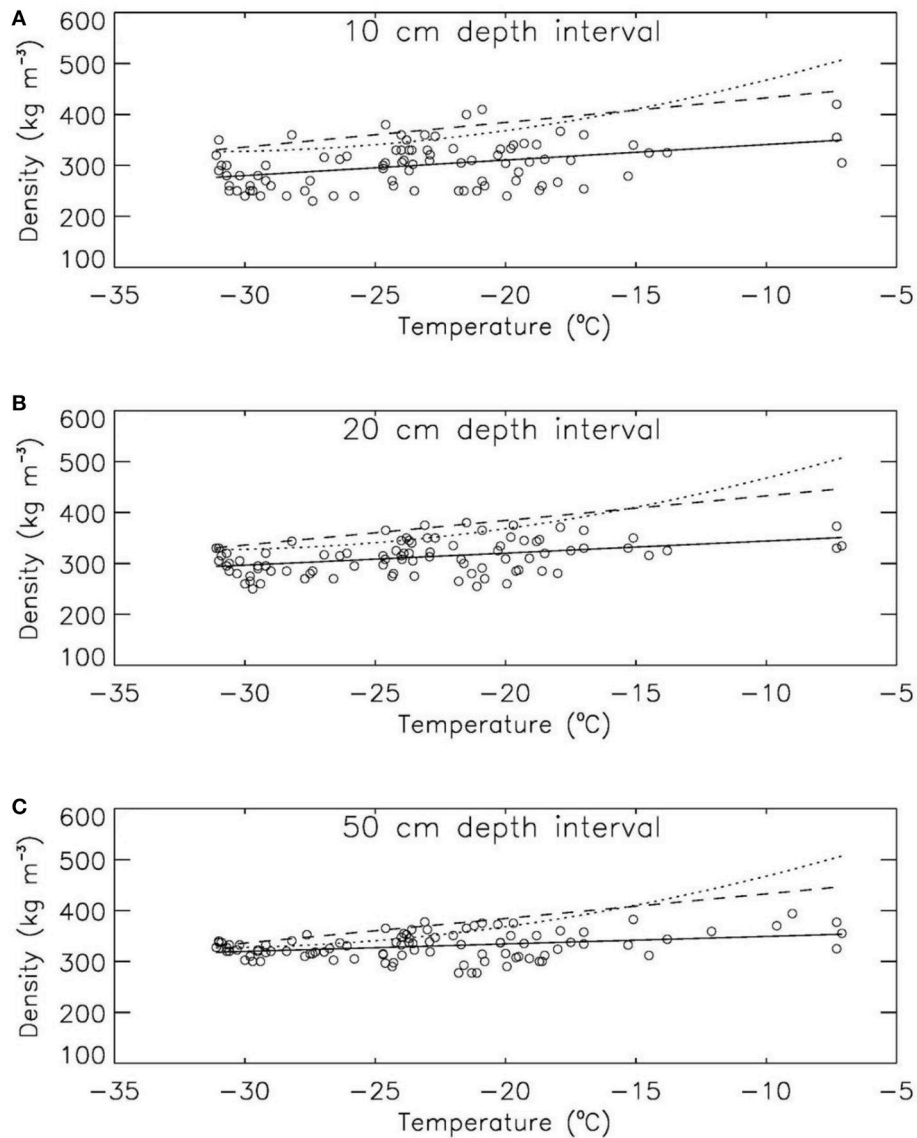 A
10 cm depth interval
600
500
400
300
200
100
Density (kg m⁻³)
−35 −30 −25 −20 −15 −10 −5
Temperature (°C)
B
20 cm depth interval
600
500
400
300
200
100
Density (kg m⁻³)
−35 −30 −25 −20 −15 −10 −5
Temperature (°C)
C
50 cm depth interval
600
500
400
300
200
100
Density (kg m⁻³)
−35 −30 −25 −20 −15 −10 −5
Temperature (°C)